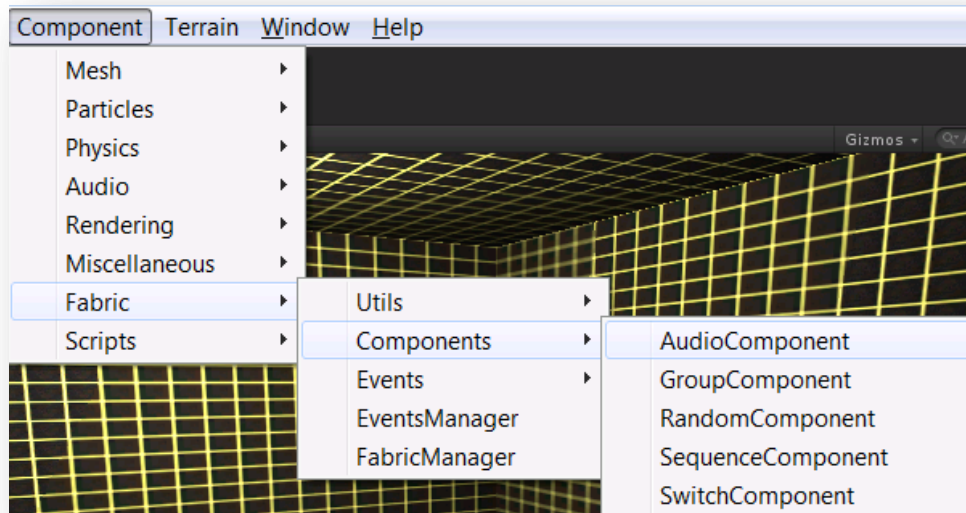 Component Terrain Window Help
Mesh
Particles
Physics
Audio
Rendering
Miscellaneous
Fabric
Scripts
Gizmos
Utils
Components
Events
EventsManager
FabricManager
AudioComponent
GroupComponent
RandomComponent
SequenceComponent
SwitchComponent